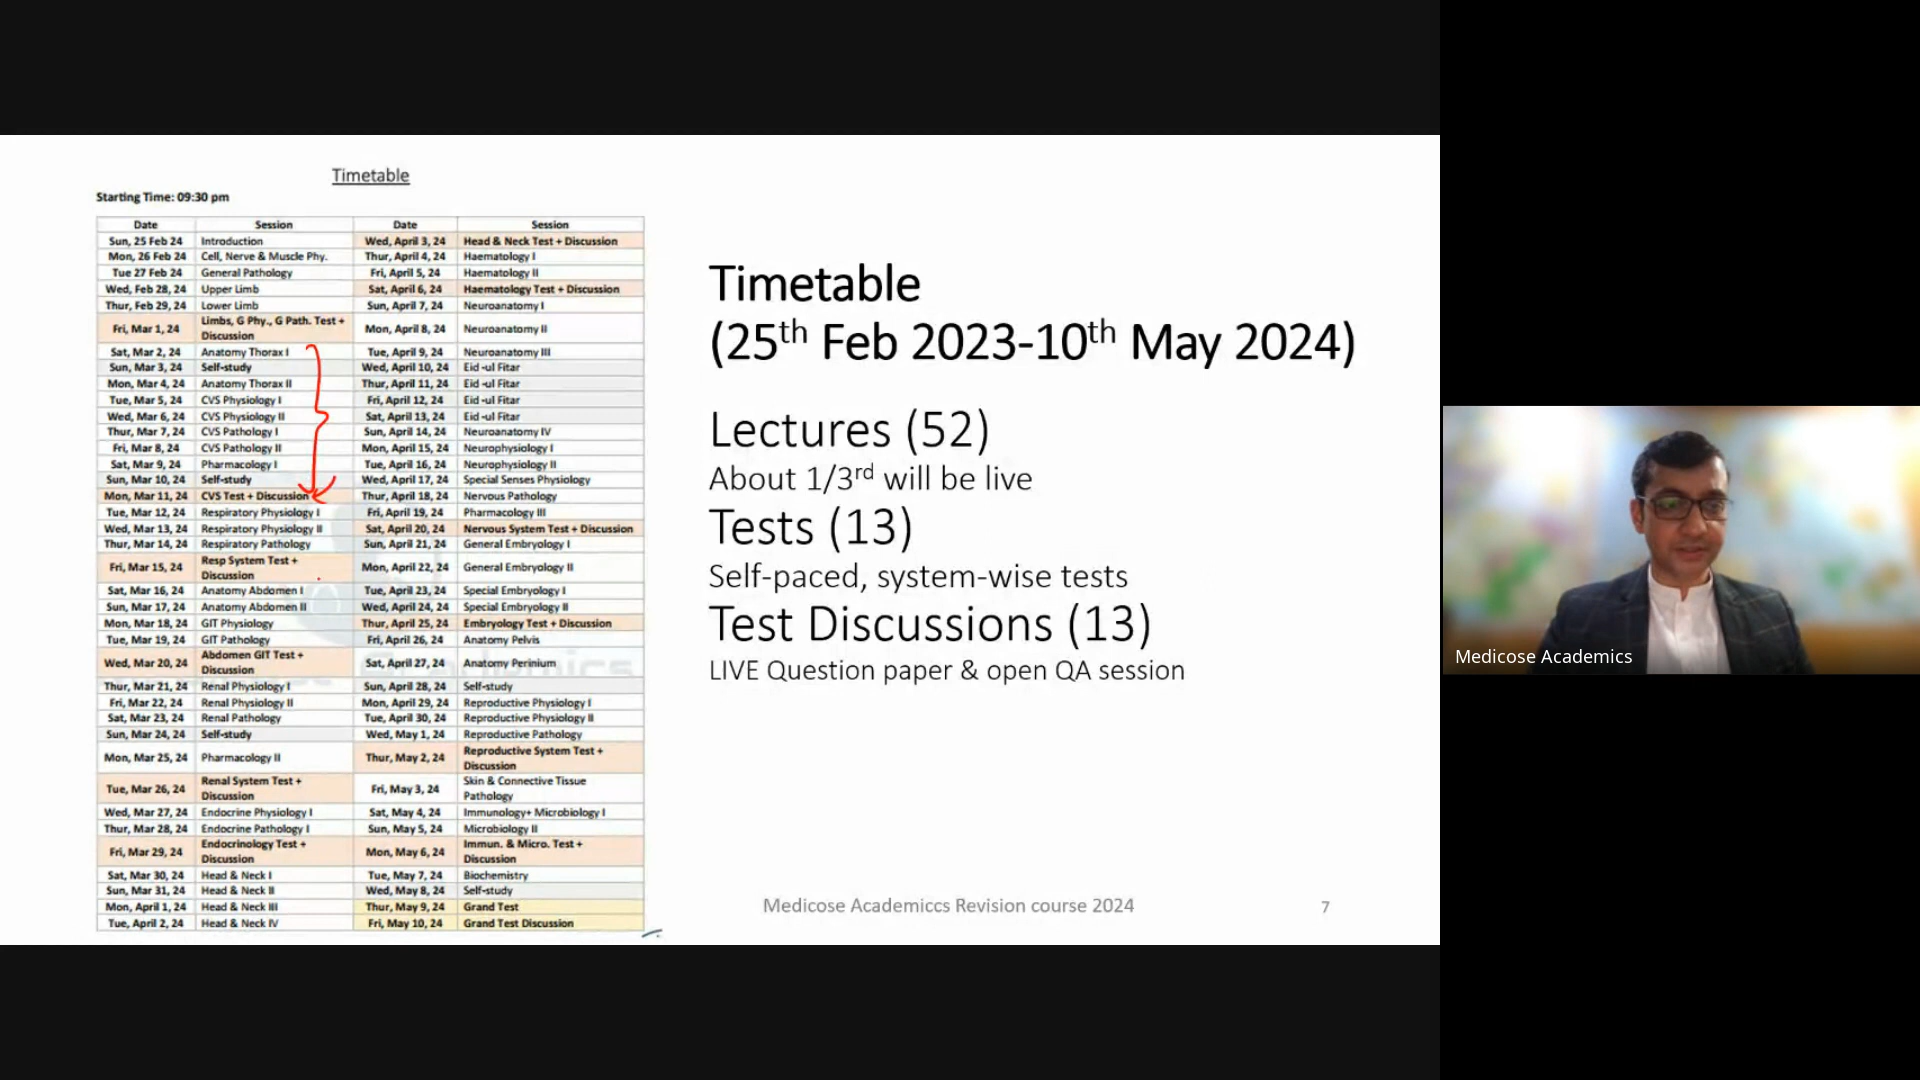 Timetable
Starting Time: 09:30 pm
Date Session Date Session
Sun, 25 Feb 24 Introduction Wed, April 3, 24 Head & Neck Test + Discussion
Mon, 26 Feb 24 Cell, Nerve & Muscle Phy. Thur, April 4, 24 Haematology I
Tue 27 Feb 24 General Pathology Fri, April 5, 24 Haematology II
Wed, Feb 28, 24 Upper Limb Sat, April 6, 24 Haematology Test + Discussion
Thur, Feb 29, 24 Lower Limb Sun, April 7, 24 Neuroanatomy I
Fri, Mar 1, 24 Limbs, G Phy., G Path. Test + Discussion Mon, April 8, 24 Neuroanatomy II
Sat, Mar 2, 24 Anatomy Thorax I Tue, April 9, 24 Neuroanatomy III
Sun, Mar 3, 24 Self-study Wed, April 10, 24 Eid -ul Fitar
Mon, Mar 4, 24 Anatomy Thorax II Thur, April 11, 24 Eid -ul Fitar
Tue, Mar 5, 24 CVS Physiology I Fri, April 12, 24 Eid -ul Fitar
Wed, Mar 6, 24 CVS Physiology II Sat, April 13, 24 Eid -ul Fitar
Thur, Mar 7, 24 CVS Pathology I Sun, April 14, 24 Neuroanatomy IV
Fri, Mar 8, 24 CVS Pathology II Mon, April 15, 24 Neurophysiology I
Sat, Mar 9, 24 Pharmacology I Tue, April 16, 24 Neurophysiology II
Sun, Mar 10, 24 Self-study Wed, April 17, 24 Special Senses Physiology
Mon, Mar 11, 24 CVS Test + Discussion Thur, April 18, 24 Nervous Pathology
Tue, Mar 12, 24 Respiratory Physiology I Fri, April 19, 24 Pharmacology III
Wed, Mar 13, 24 Respiratory Physiology II Sat, April 20, 24 Nervous System Test + Discussion
Thur, Mar 14, 24 Respiratory Pathology Sun, April 21, 24 General Embryology I
Fri, Mar 15, 24 Resp System Test + Discussion Mon, April 22, 24 General Embryology II
Sat, Mar 16, 24 Anatomy Abdomen I Tue, April 23, 24 Special Embryology I
Sun, Mar 17, 24 Anatomy Abdomen II Wed, April 24, 24 Special Embryology II
Mon, Mar 18, 24 GIT Physiology Thur, April 25, 24 Embryology Test + Discussion
Tue, Mar 19, 24 GIT Pathology Fri, April 26, 24 Anatomy Pelvis
Wed, Mar 20, 24 Abdomen GIT Test + Discussion Sat, April 27, 24 Anatomy Perinium
Thur, Mar 21, 24 Renal Physiology I Sun, April 28, 24 Self-study
Fri, Mar 22, 24 Renal Physiology II Mon, April 29, 24 Reproductive Physiology I
Sat, Mar 23, 24 Renal Pathology Tue, April 30, 24 Reproductive Physiology II
Sun, Mar 24, 24 Self-study Wed, May 1, 24 Reproductive Pathology
Mon, Mar 25, 24 Pharmacology II Thur, May 2, 24 Reproductive System Test + Discussion
Tue, Mar 26, 24 Renal System Test + Discussion Fri, May 3, 24 Skin & Connective Tissue Pathology
Wed, Mar 27, 24 Endocrine Physiology I Sat, May 4, 24 Immunology+ Microbiology I
Thur, Mar 28, 24 Endocrine Pathology I Sun, May 5, 24 Microbiology II
Fri, Mar 29, 24 Endocrinology Test + Discussion Mon, May 6, 24 Immun. & Micro. Test + Discussion
Sat, Mar 30, 24 Head & Neck I Tue, May 7, 24 Biochemistry
Sun, Mar 31, 24 Head & Neck II Wed, May 8, 24 Self-study
Mon, April 1, 24 Head & Neck III Thur, May 9, 24 Grand Test
Tue, April 2, 24 Head & Neck IV Fri, May 10, 24 Grand Test Discussion
Timetable
(25th Feb 2023-10th May 2024)
Lectures (52)
About 1/3rd will be live
Tests (13)
Self-paced, system-wise tests
Test Discussions (13)
LIVE Question paper & open QA session
Medicose Academiccs Revision course 2024
7
Medicose Academics